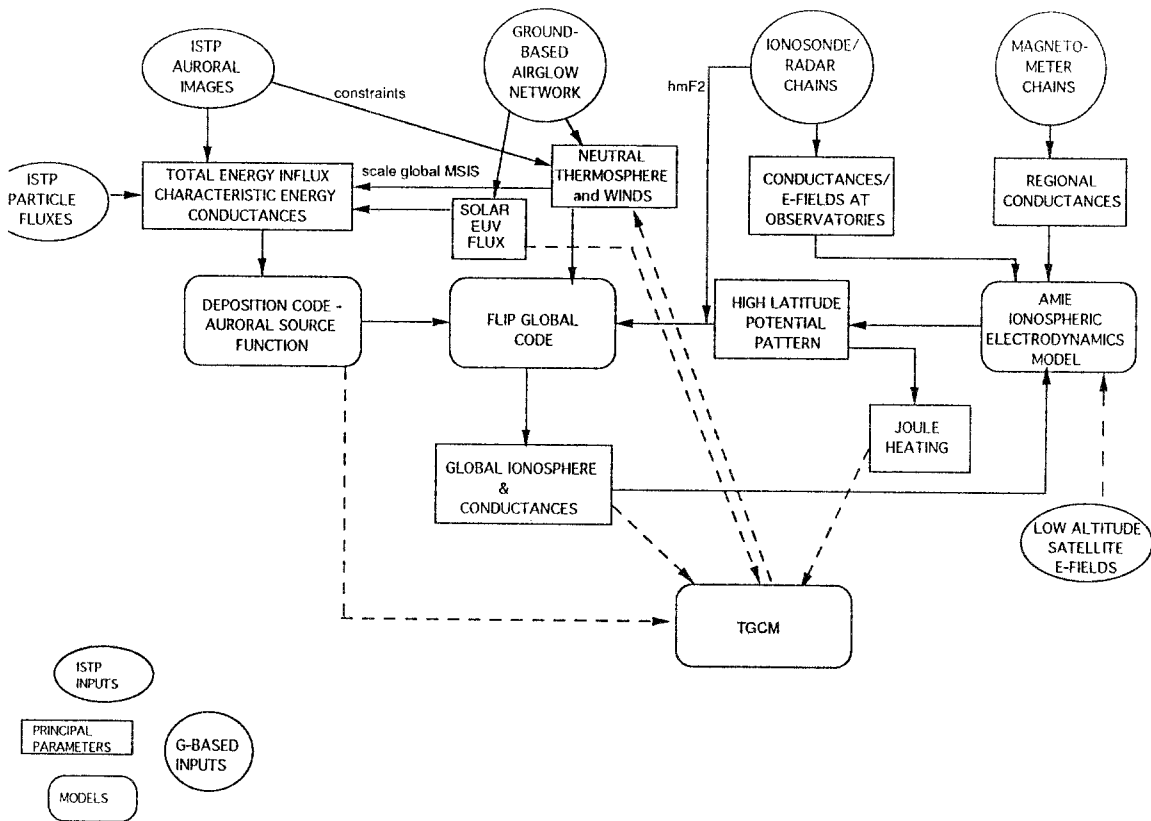 ISTP
AURORAL
IMAGES
GROUND-
BASED
AIRGLOW
NETWORK
IONOSONDE/
RADAR
CHAINS
MAGNETO-
METER
CHAINS
constraints
hmF2
ISTP
PARTICLE
FLUXES
TOTAL ENERGY INFLUX
CHARACTERISTIC ENERGY
CONDUCTANCES
scale global MSIS
NEUTRAL
THERMOSPHERE
and WINDS
SOLAR
EUV
FLUX
CONDUCTANCES/
E-FIELDS AT
OBSERVATORIES
REGIONAL
CONDUCTANCES
DEPOSITION CODE -
AURORAL SOURCE
FUNCTION
FLIP GLOBAL
CODE
HIGH LATITUDE
POTENTIAL
PATTERN
AMIE
IONOSPHERIC
ELECTRODYNAMICS
MODEL
JOULE
HEATING
GLOBAL IONOSPHERE
&
CONDUCTANCES
LOW ALTITUDE
SATELLITE
E-FIELDS
TGCM
ISTP
INPUTS
PRINCIPAL
PARAMETERS
G-BASED
INPUTS
MODELS